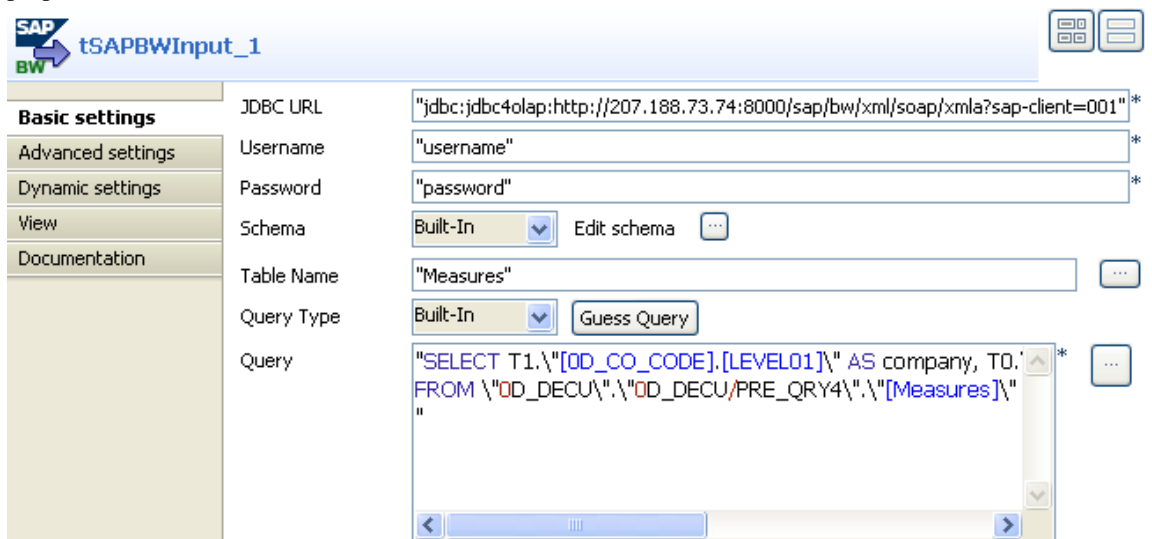 SAP
BW
tSAPBWInput_1
Basic settings
Advanced settings
Dynamic settings
View
Documentation
JDBC URL "jdbc:jdbc4olap:http://207.188.73.74:8000/sap/bw/xml/soap/xmla?sap-client=001" *
Username "username" *
Password "password" *
Schema Built-In Edit schema ...
Table Name "Measures" ...
Query Type Built-In Guess Query
Query "SELECT T1.\"[0D_CO_CODE].[LEVEL01]\" AS company, T0. * ...
FROM \"0D_DECU\".\"0D_DECU/PRE_QRY4\".\"[Measures]\"
"